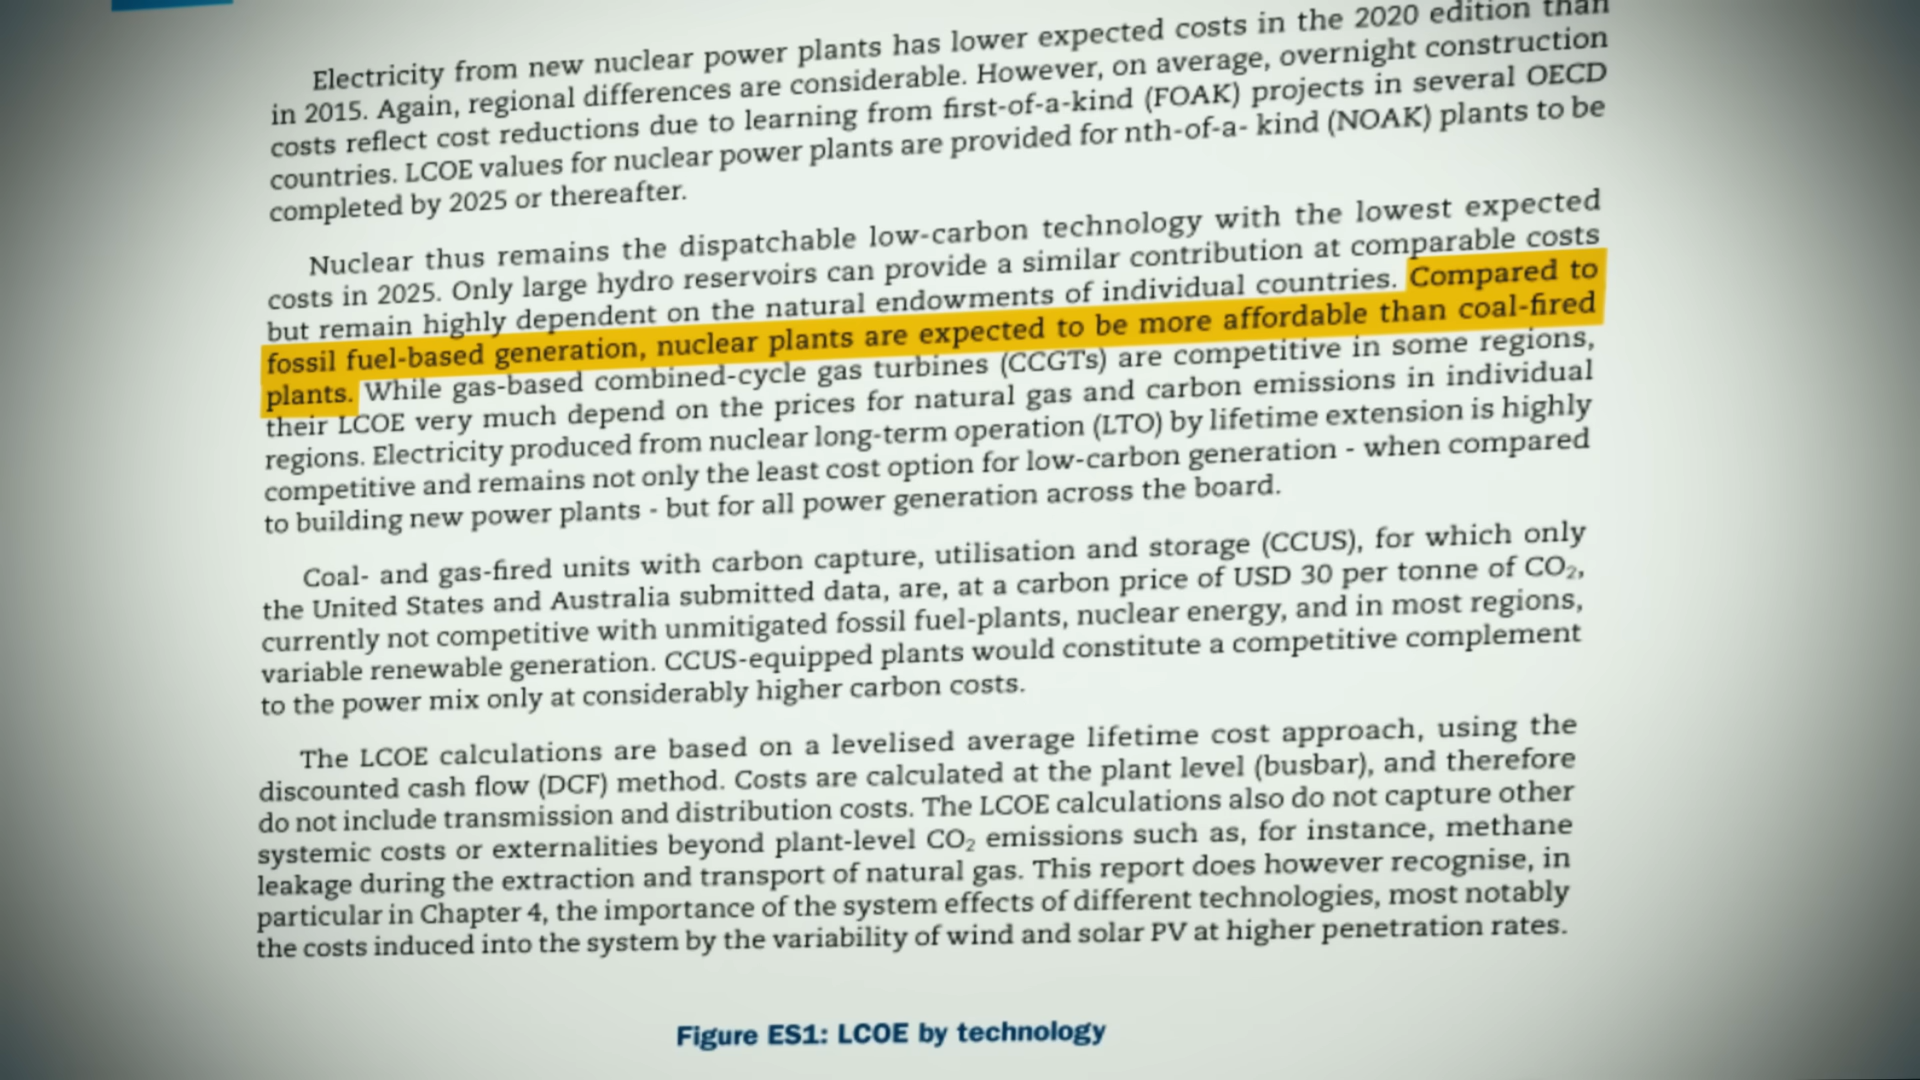 Electricity from new nuclear power plants has lower expected costs in the 2020 edition than
in 2015. Again, regional differences are considerable. However, on average, overnight construction
costs reflect cost reductions due to learning from first-of-a-kind (FOAK) projects in several OECD
countries. LCOE values for nuclear power plants are provided for nth-of-a- kind (NOAK) plants to be
completed by 2025 or thereafter.
Nuclear thus remains the dispatchable low-carbon technology with the lowest expected
costs in 2025. Only large hydro reservoirs can provide a similar contribution at comparable costs
but remain highly dependent on the natural endowments of individual countries. Compared to
fossil fuel-based generation, nuclear plants are expected to be more affordable than coal-fired
plants. While gas-based combined-cycle gas turbines (CCGTs) are competitive in some regions,
their LCOE very much depend on the prices for natural gas and carbon emissions in individual
regions. Electricity produced from nuclear long-term operation (LTO) by lifetime extension is highly
competitive and remains not only the least cost option for low-carbon generation - when compared
to building new power plants - but for all power generation across the board.
Coal- and gas-fired units with carbon capture, utilisation and storage (CCUS), for which only
the United States and Australia submitted data, are, at a carbon price of USD 30 per tonne of CO₂,
currently not competitive with unmitigated fossil fuel-plants, nuclear energy, and in most regions,
variable renewable generation. CCUS-equipped plants would constitute a competitive complement
to the power mix only at considerably higher carbon costs.
The LCOE calculations are based on a levelised average lifetime cost approach, using the
discounted cash flow (DCF) method. Costs are calculated at the plant level (busbar), and therefore
do not include transmission and distribution costs. The LCOE calculations also do not capture other
systemic costs or externalities beyond plant-level CO₂ emissions such as, for instance, methane
leakage during the extraction and transport of natural gas. This report does however recognise, in
particular in Chapter 4, the importance of the system effects of different technologies, most notably
the costs induced into the system by the variability of wind and solar PV at higher penetration rates.
Figure ES1: LCOE by technology